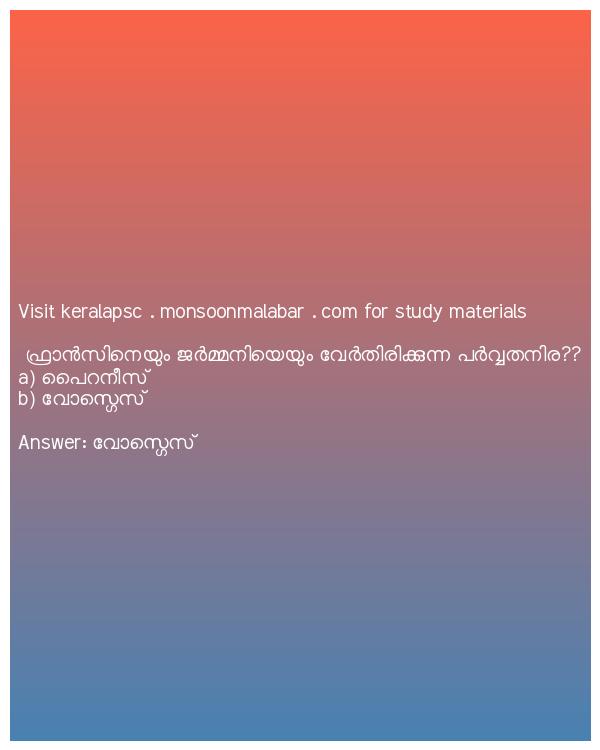 Visit keralapsc . monsoonmalabar . com for study materials
ഫ്രാൻസിനെയും ജർമ്മനിയെയും വേർതിരിക്കുന്ന പർവ്വതനിര??
a) പൈറനീസ്
b) വോസ്ഗെസ്
Answer: വോസ്ഗെസ്